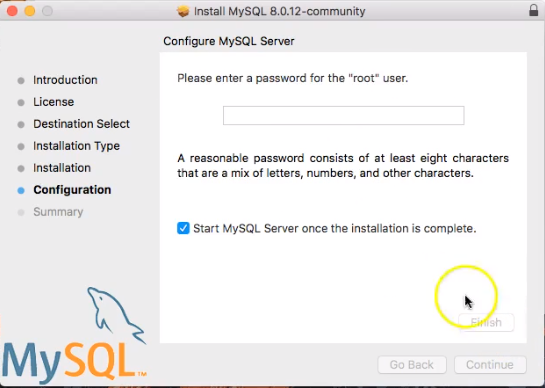 Install MySQL 8.0.12-community
Configure MySQL Server
Introduction
License
Destination Select
Installation Type
Installation
Configuration
Summary
Please enter a password for the "root" user.
A reasonable password consists of at least eight characters
that are a mix of letters, numbers, and other characters.
Start MySQL Server once the installation is complete.
Finish
MySQL™
Go Back
Continue